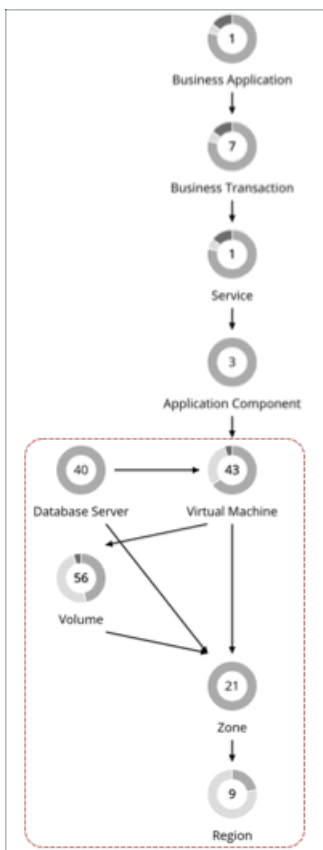 1
Business Application
7
Business Transaction
1
Service
3
Application Component
40
43
Database Server
Virtual Machine
56
Volume
21
Zone
9
Region